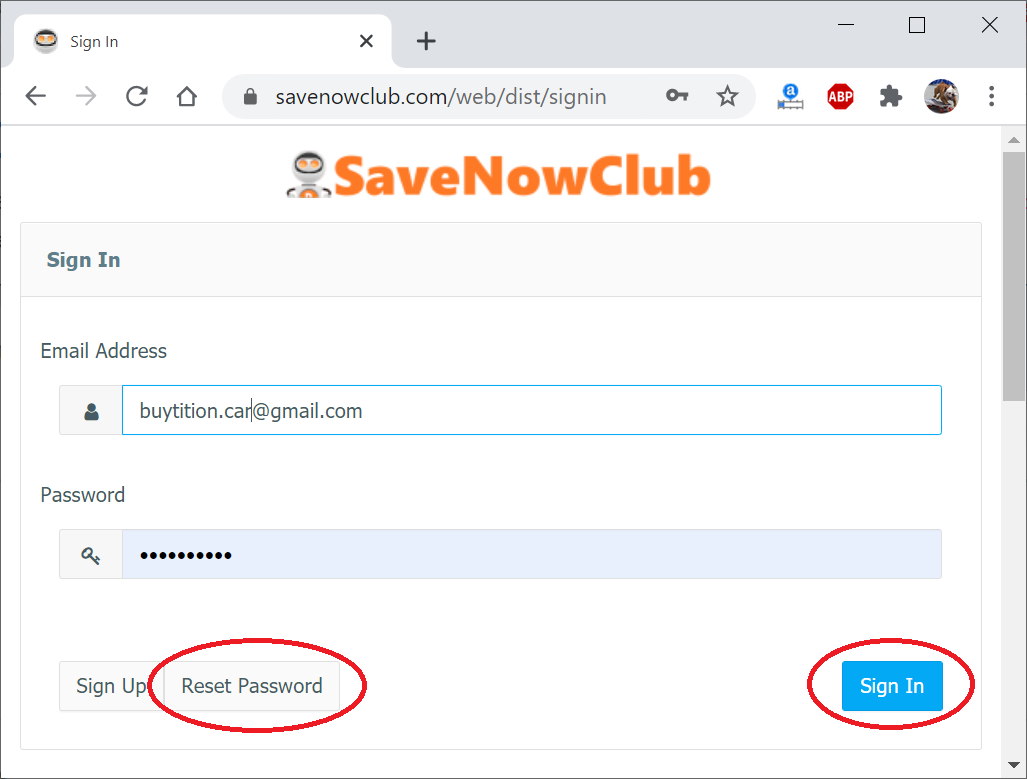 Sign In
savenowclub.com/web/dist/signin
a
ABP
SaveNowClub
Sign In
Email Address
buytition.car@gmail.com
Password
••••••••••
Sign Up
Reset Password
Sign In